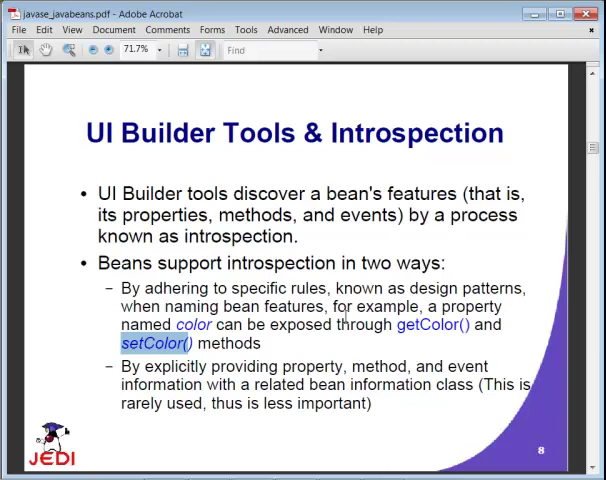 javase_javabeans.pdf - Adobe Acrobat
File Edit View Document Comments Forms Tools Advanced Window Help
71.7% Find
UI Builder Tools & Introspection
• UI Builder tools discover a bean's features (that is,
its properties, methods, and events) by a process
known as introspection.
• Beans support introspection in two ways:
– By adhering to specific rules, known as design patterns,
when naming bean features, for example, a property
named color can be exposed through getColor() and
setColor() methods
– By explicitly providing property, method, and event
information with a related bean information class (This is
rarely used, thus is less important)
JEDI
8